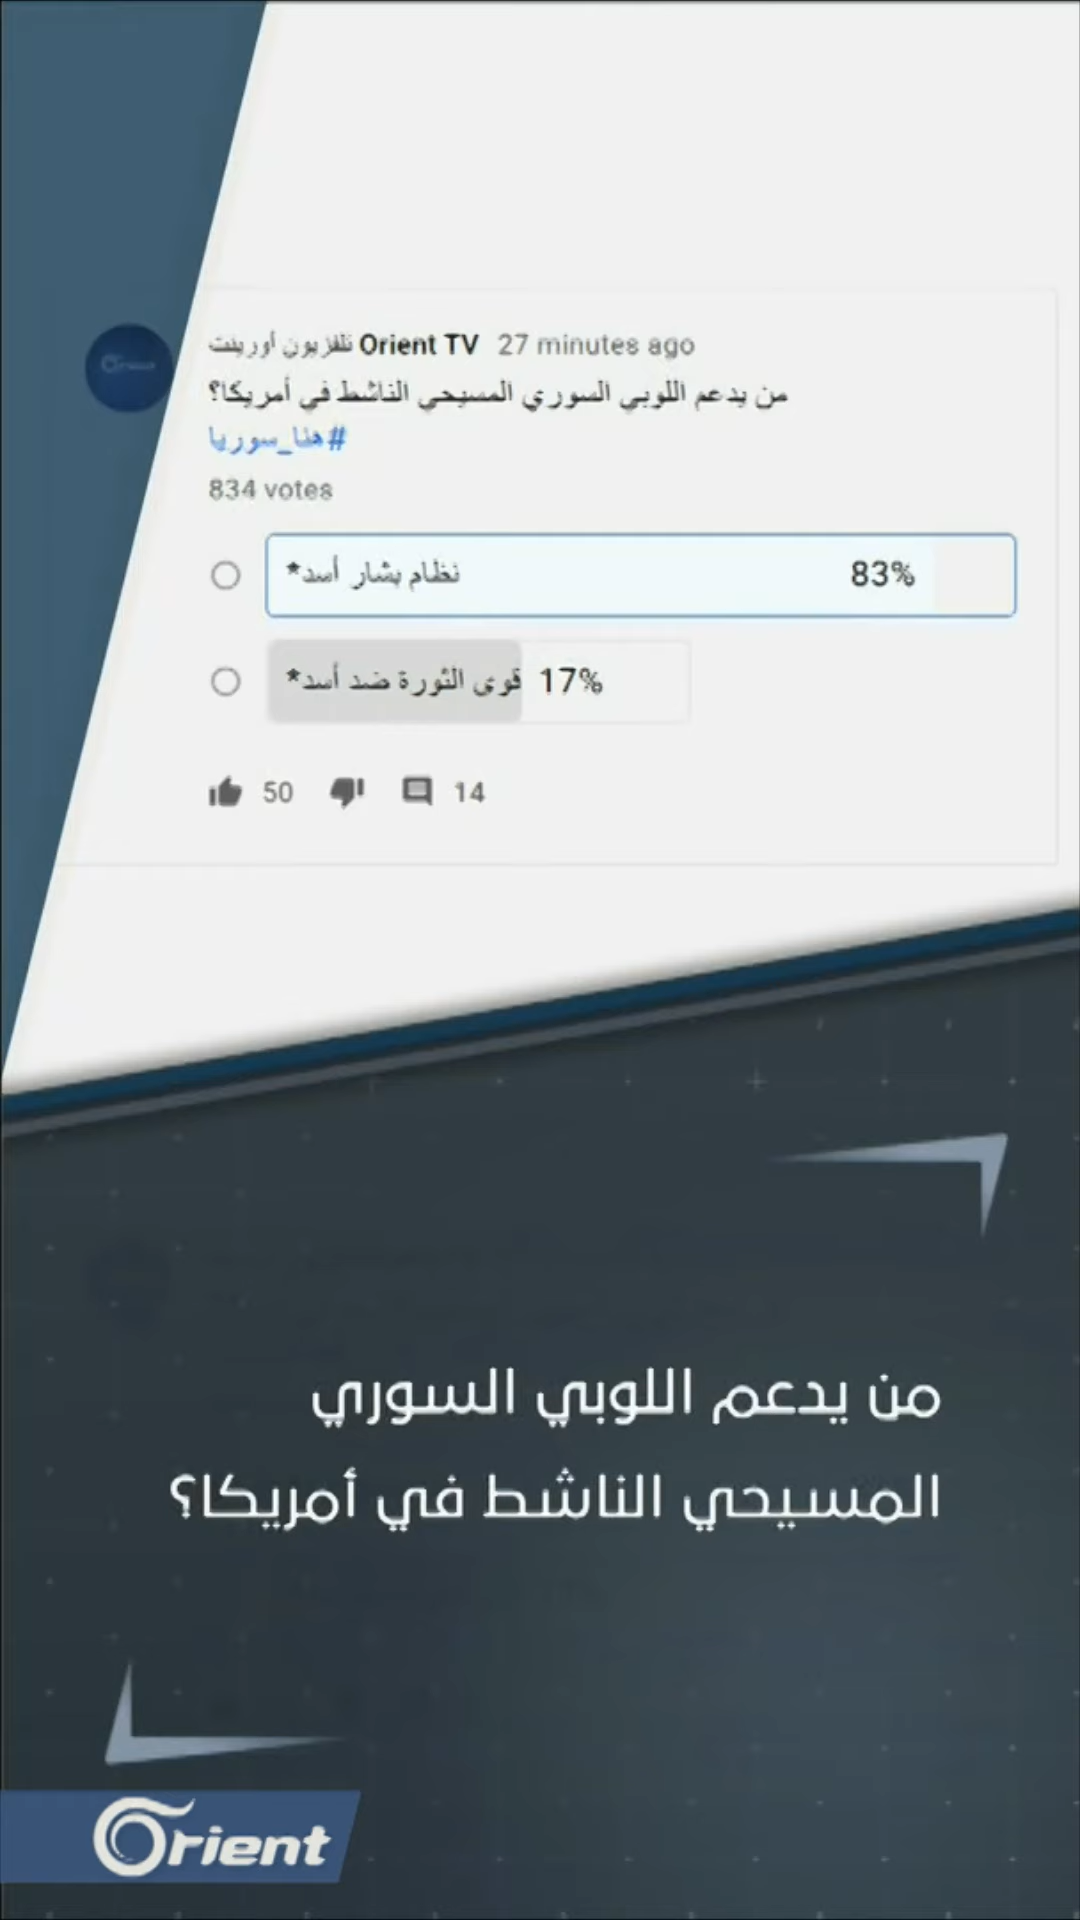 Orient TV تلفزيون أورينت 27 minutes ago
من يدعم اللوبي السوري المسيحي الناشط في أمريكا؟
#هنا_سوريا
834 votes
نظام بشار أسد* 83%
قوى الثورة ضد أسد* 17%
50 14
من يدعم اللوبي السوري
المسيحي الناشط في أمريكا؟
Orient